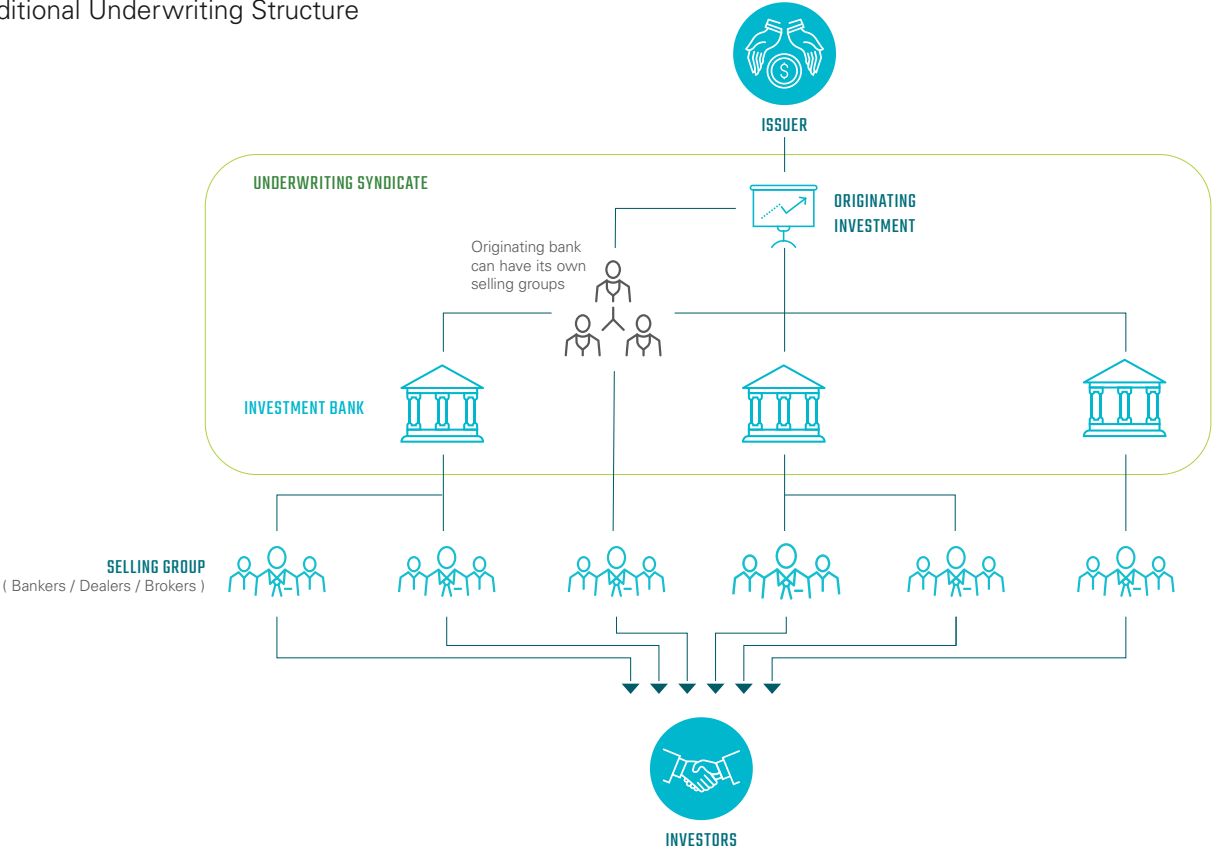 ditional Underwriting Structure
$
ISSUER
UNDERWRITING SYNDICATE
ORIGINATING
INVESTMENT
Originating bank
can have its own
selling groups
INVESTMENT BANK
SELLING GROUP
( Bankers / Dealers / Brokers )
INVESTORS